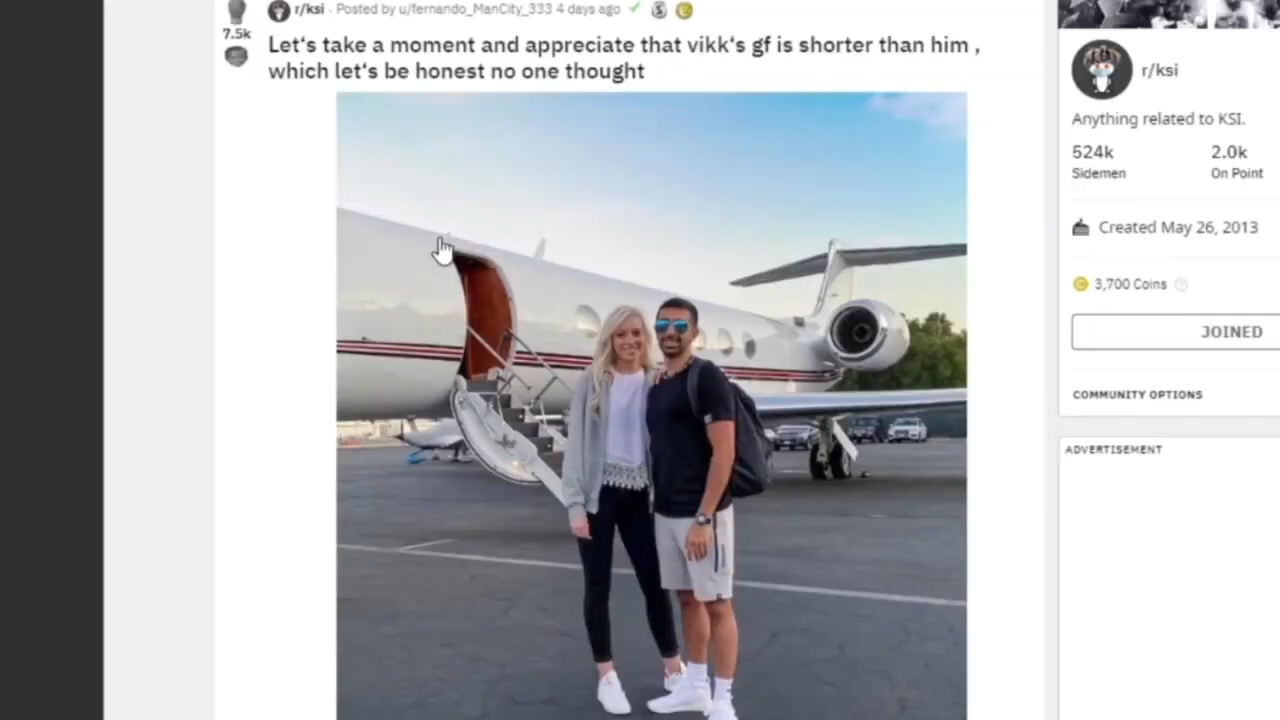 r/ksi · Posted by u/fernando_ManCity_333 4 days ago
7.5k
Let's take a moment and appreciate that vikk's gf is shorter than him ,
which let's be honest no one thought
r/ksi
Anything related to KSI.
524k 2.0k
Sidemen On Point
Created May 26, 2013
3,700 Coins
JOINED
COMMUNITY OPTIONS
ADVERTISEMENT